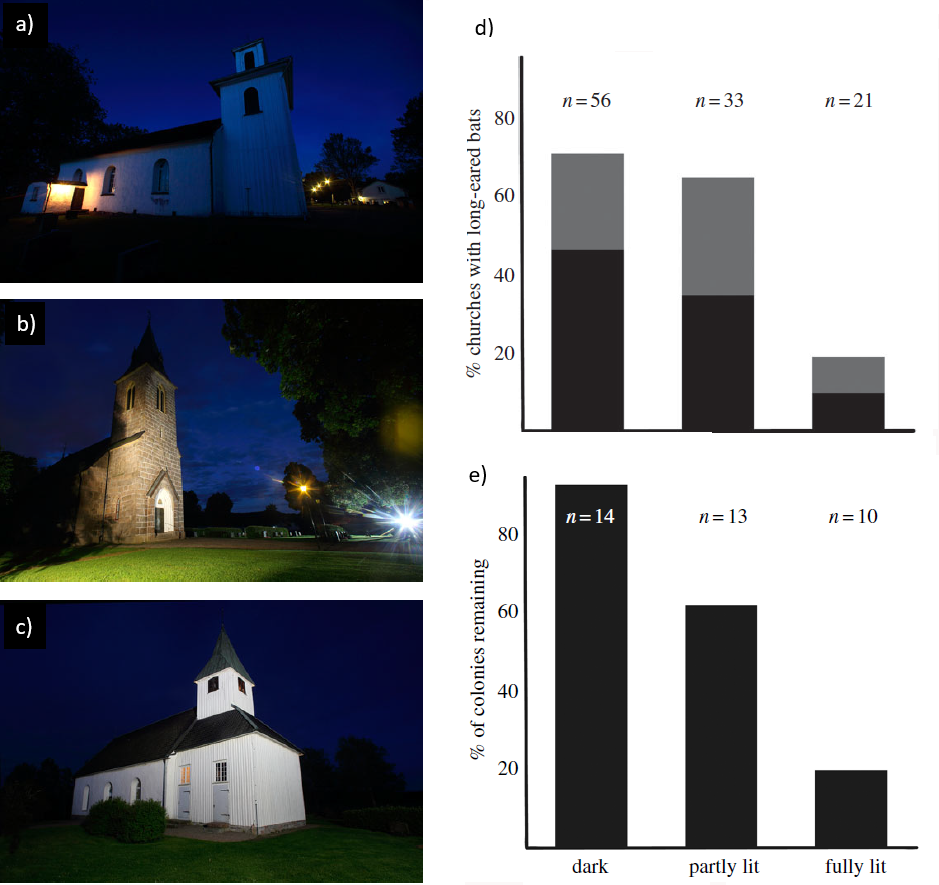 a)
b)
c)
d)
% churches with long-eared bats
80
60
40
20
n=56
n=33
n=21
e)
% of colonies remaining
80
60
40
20
n=14
n=13
n=10
dark
partly lit
fully lit